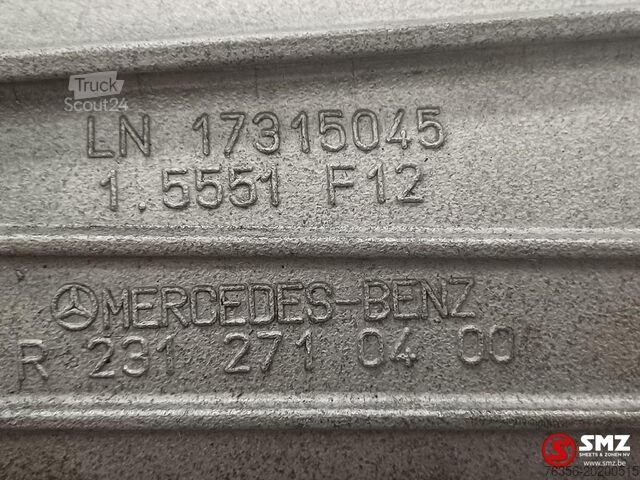 Truck
Scout24
LN 17315045
1.5551 F12
MERCEDES-BENZ
R 231 271 04 00
SMZ
SMEETS & ZONEN NV
www.smz.be